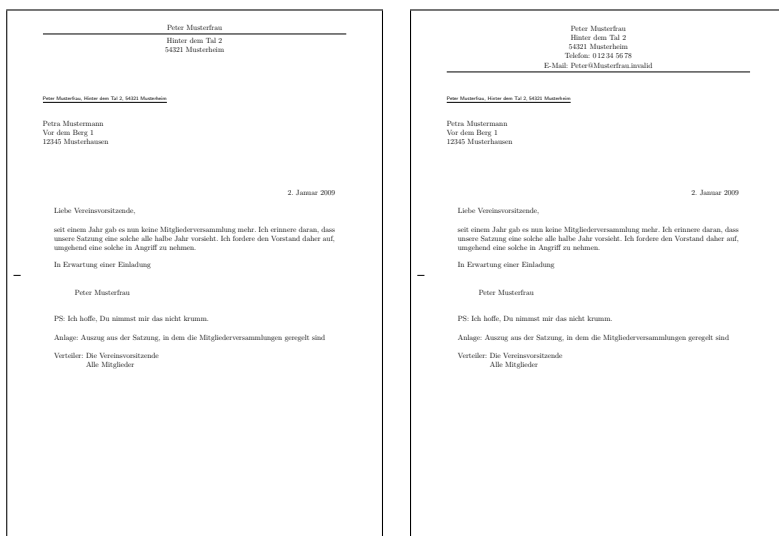 Peter Musterfrau
Hinter dem Tal 2
54321 Musterheim
Peter Musterfrau, Hinter dem Tal 2, 54321 Musterheim
Petra Mustermann
Vor dem Berg 1
12345 Musterhausen
2. Januar 2009
Liebe Vereinsvorsitzende,
seit einem Jahr gab es nun keine Mitgliederversammlung mehr. Ich erinnere daran, dass
unsere Satzung eine solche alle halbe Jahr vorsieht. Ich fordere den Vorstand daher auf,
umgehend eine solche in Angriff zu nehmen.
In Erwartung einer Einladung
Peter Musterfrau
PS: Ich hoffe, Du nimmst mir das nicht krumm.
Anlage: Auszug aus der Satzung, in dem die Mitgliederversammlungen geregelt sind
Verteiler: Die Vereinsvorsitzende
Alle Mitglieder
Peter Musterfrau
Hinter dem Tal 2
54321 Musterheim
Telefon: 0 12 34 56 78
E-Mail: Peter@Musterfrau.invalid
Peter Musterfrau, Hinter dem Tal 2, 54321 Musterheim
Petra Mustermann
Vor dem Berg 1
12345 Musterhausen
2. Januar 2009
Liebe Vereinsvorsitzende,
seit einem Jahr gab es nun keine Mitgliederversammlung mehr. Ich erinnere daran, dass
unsere Satzung eine solche alle halbe Jahr vorsieht. Ich fordere den Vorstand daher auf,
umgehend eine solche in Angriff zu nehmen.
In Erwartung einer Einladung
Peter Musterfrau
PS: Ich hoffe, Du nimmst mir das nicht krumm.
Anlage: Auszug aus der Satzung, in dem die Mitgliederversammlungen geregelt sind
Verteiler: Die Vereinsvorsitzende
Alle Mitglieder